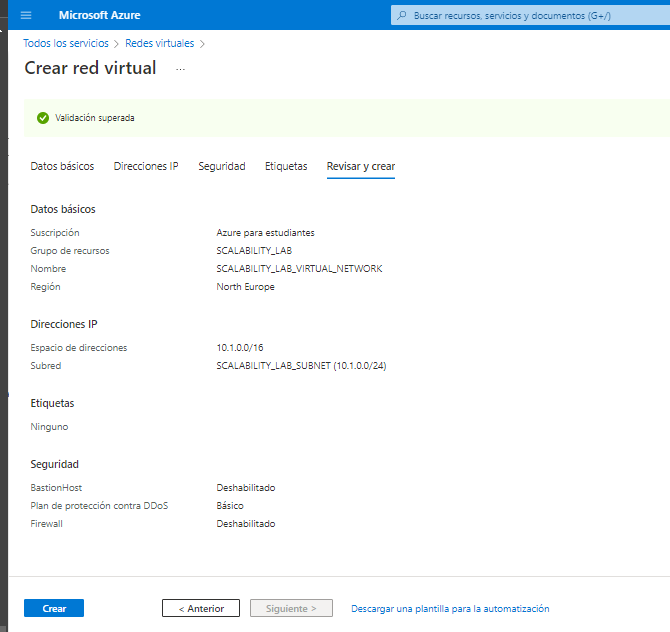 Microsoft Azure
Buscar recursos, servicios y documentos (G+/)
Todos los servicios > Redes virtuales >
Crear red virtual ...
Validación superada
Datos básicos Direcciones IP Seguridad Etiquetas Revisar y crear
Datos básicos
Suscripción Azure para estudiantes
Grupo de recursos SCALABILITY_LAB
Nombre SCALABILITY_LAB_VIRTUAL_NETWORK
Región North Europe
Direcciones IP
Espacio de direcciones 10.1.0.0/16
Subred SCALABILITY_LAB_SUBNET (10.1.0.0/24)
Etiquetas
Ninguno
Seguridad
BastionHost Deshabilitado
Plan de protección contra DDoS Básico
Firewall Deshabilitado
Crear < Anterior Siguiente > Descargar una plantilla para la automatización